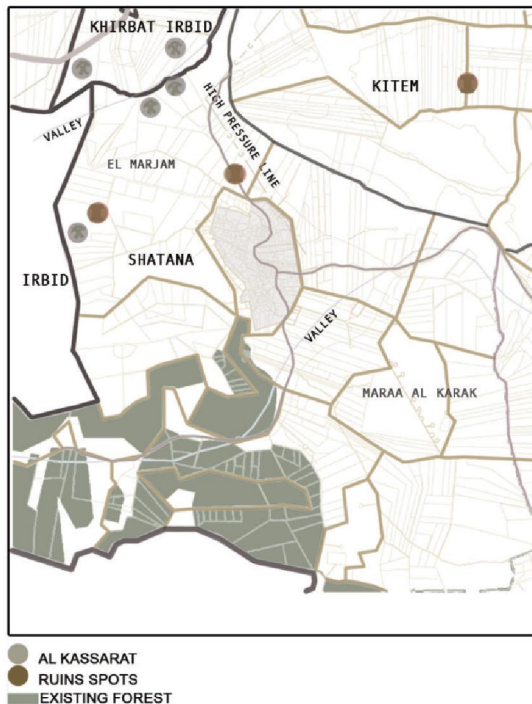 KHIRBAT IRBID
KITEM
HIGH PRESSURE LINE
VALLEY
EL MARJAM
SHATANA
IRBID
VALLEY
MARAA AL KARAK
AL KASSARAT
RUINS SPOTS
EXISTING FOREST